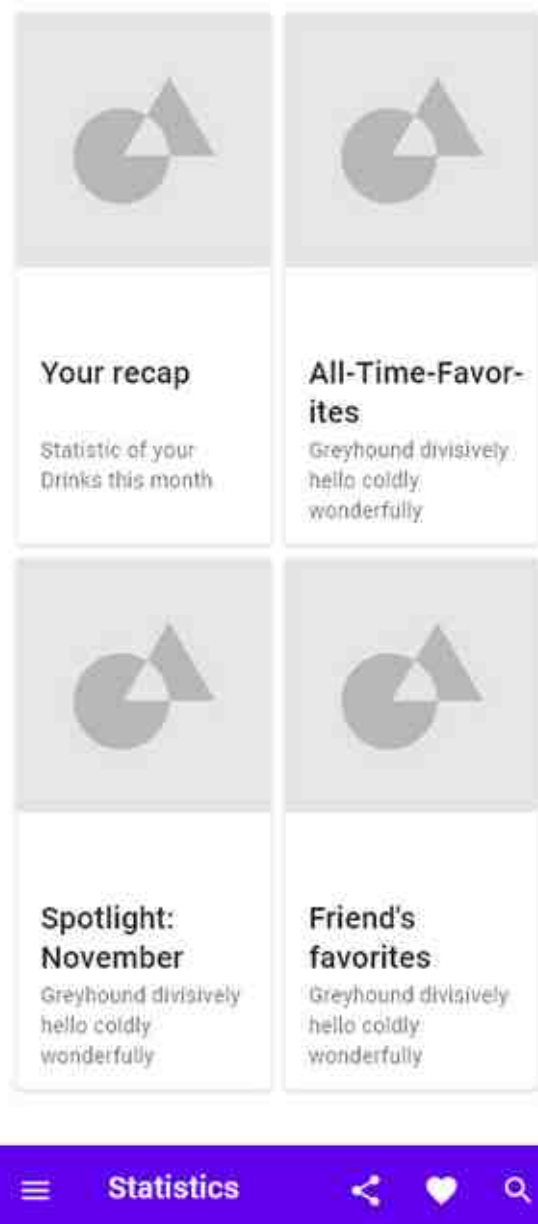 Your recap
Statistic of your
Drinks this month
All-Time-Favor-
ites
Greyhound divisively
hello coldly
wonderfully
Spotlight:
November
Greyhound divisively
hello coldly
wonderfully
Friend's
favorites
Greyhound divisively
hello coldly
wonderfully
Statistics